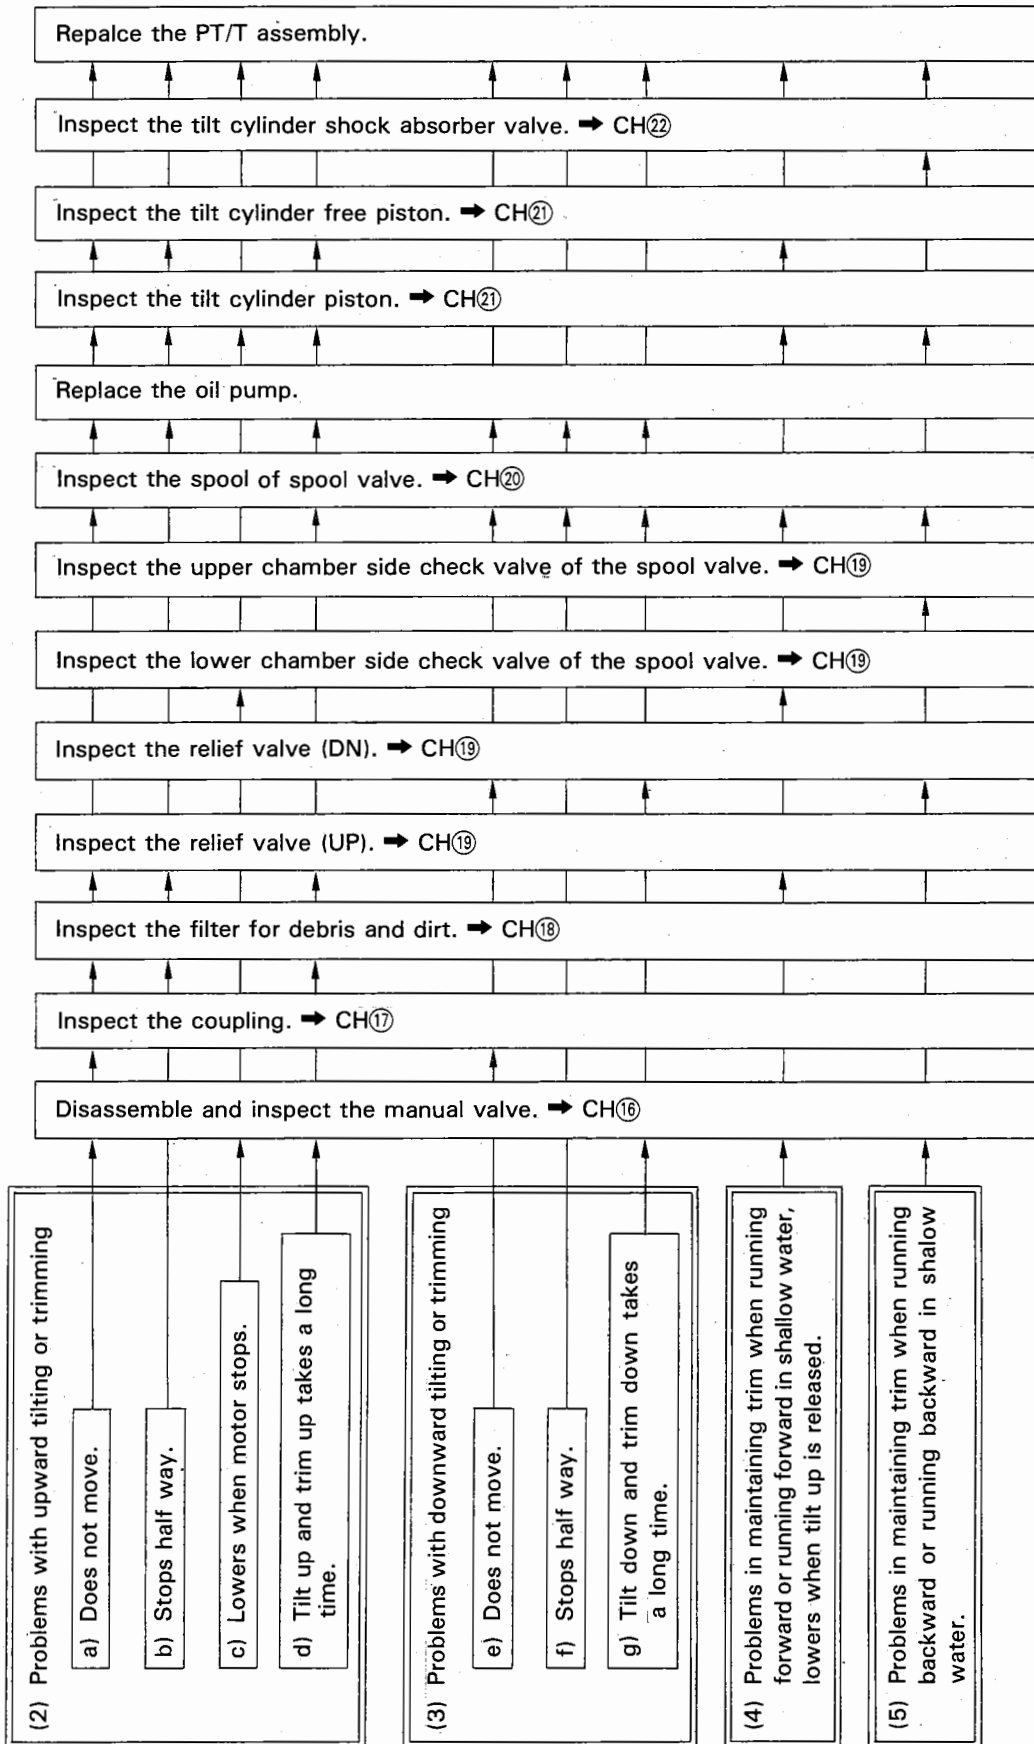 Repalce the PT/T assembly.
Inspect the tilt cylinder shock absorber valve. ➡ CH㉒
Inspect the tilt cylinder free piston. ➡ CH㉑
Inspect the tilt cylinder piston. ➡ CH㉑
Replace the oil pump.
Inspect the spool of spool valve. ➡ CH⑳
Inspect the upper chamber side check valve of the spool valve. ➡ CH⑲
Inspect the lower chamber side check valve of the spool valve. ➡ CH⑲
Inspect the relief valve (DN). ➡ CH⑲
Inspect the relief valve (UP). ➡ CH⑲
Inspect the filter for debris and dirt. ➡ CH⑱
Inspect the coupling. ➡ CH⑰
Disassemble and inspect the manual valve. ➡ CH⑯
(2) Problems with upward tilting or trimming
a) Does not move.
b) Stops half way.
c) Lowers when motor stops.
d) Tilt up and trim up takes a long
time.
(3) Problems with downward tilting or trimming
e) Does not move.
f) Stops half way.
g) Tilt down and trim down takes
a long time.
(4) Problems in maintaining trim when running
forward or running forward in shallow water,
lowers when tilt up is released.
(5) Problems in maintaining trim when running
backward or running backward in shalow
water.